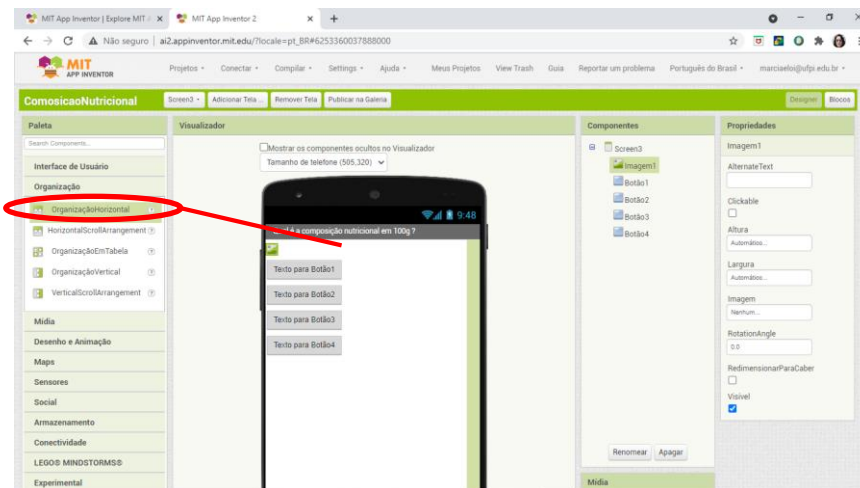 MIT App Inventor | Explore MIT A
MIT App Inventor 2
Não seguro | ai2.appinventor.mit.edu/?locale=pt_BR#6253360037888000
MIT
APP INVENTOR
Projetos
Conectar
Compilar
Settings
Ajuda
Meus Projetos
View Trash
Guia
Reportar um problema
Português do Brasil
marciaeloi@ufpi.edu.br
ComosicaoNutricional
Screen3
Adicionar Tela ...
Remover Tela
Publicar na Galeria
Designer
Blocos
Paleta
Search Components...
Interface de Usuário
Organização
OrganizaçãoHorizontal
HorizontalScrollArrangement
OrganizaçãoEmTabela
OrganizaçãoVertical
VerticalScrollArrangement
Mídia
Desenho e Animação
Maps
Sensores
Social
Armazenamento
Conectividade
LEGO® MINDSTORMS®
Experimental
Visualizador
Mostrar os componentes ocultos no Visualizador
Tamanho de telefone (505,320)
9:48
é a composição nutricional em 100g ?
Texto para Botão1
Texto para Botão2
Texto para Botão3
Texto para Botão4
Componentes
Screen3
Imagem1
Botão1
Botão2
Botão3
Botão4
Renomear
Apagar
Mídia
Propriedades
Imagem1
AlternateText
Clickable
Altura
Automático...
Largura
Automático...
Imagem
Nenhum...
RotationAngle
0.0
RedimensionarParaCaber
Visível